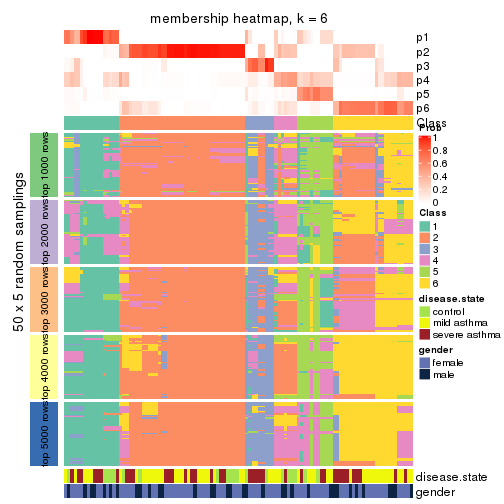 membership heatmap, k = 6
p1
p2
p3
p4
p5
p6
Class
50 x 5 random samplings
top 1000 rows
top 2000 rows
top 3000 rows
top 4000 rows
top 5000 rows
Prob
1
0.8
0.6
0.4
0.2
0
Class
1
2
3
4
5
6
disease.state
control
mild asthma
severe asthma
gender
female
male
disease.state
gender